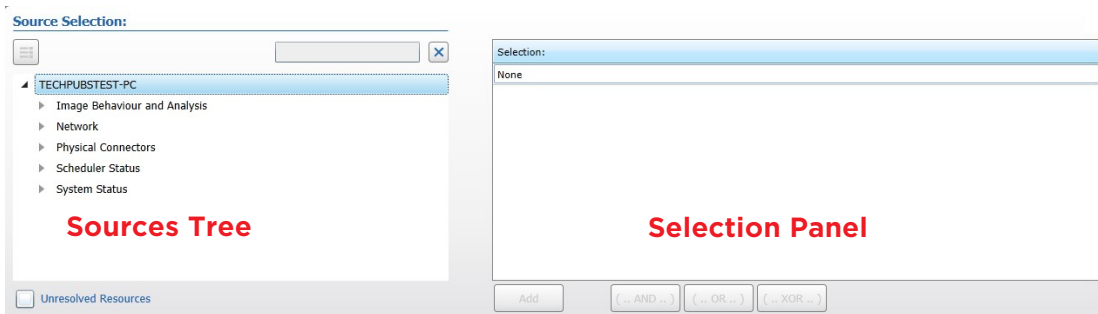 Source Selection:
Selection:
None
TECHPUBSTEST-PC
Image Behaviour and Analysis
Network
Physical Connectors
Scheduler Status
System Status
Sources Tree
Selection Panel
Unresolved Resources
Add
( .. AND .. )
( .. OR .. )
( .. XOR .. )